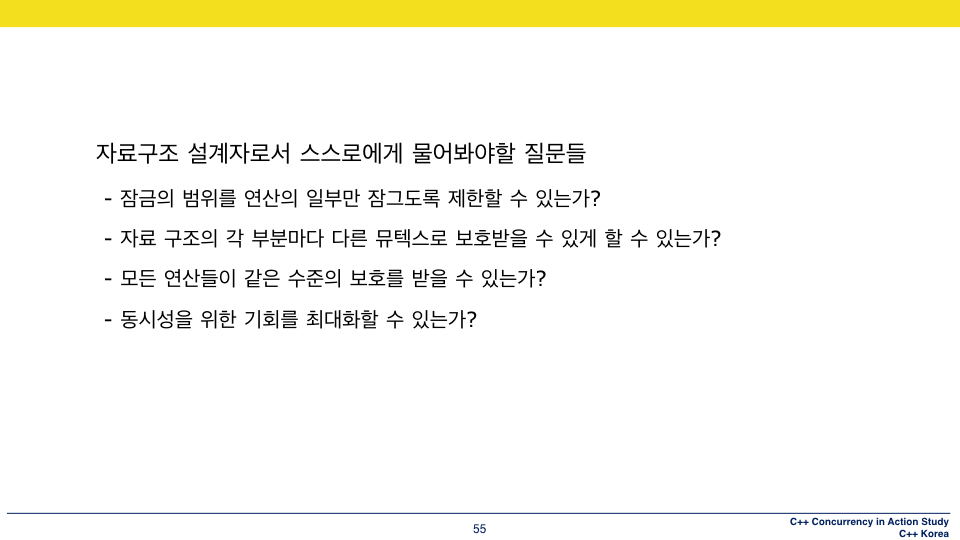 자료구조 설계자로서 스스로에게 물어봐야할 질문들
- 잠금의 범위를 연산의 일부만 잠그도록 제한할 수 있는가?
- 자료 구조의 각 부분마다 다른 뮤텍스로 보호받을 수 있게 할 수 있는가?
- 모든 연산들이 같은 수준의 보호를 받을 수 있는가?
- 동시성을 위한 기회를 최대화할 수 있는가?
55
C++ Concurrency in Action Study
C++ Korea